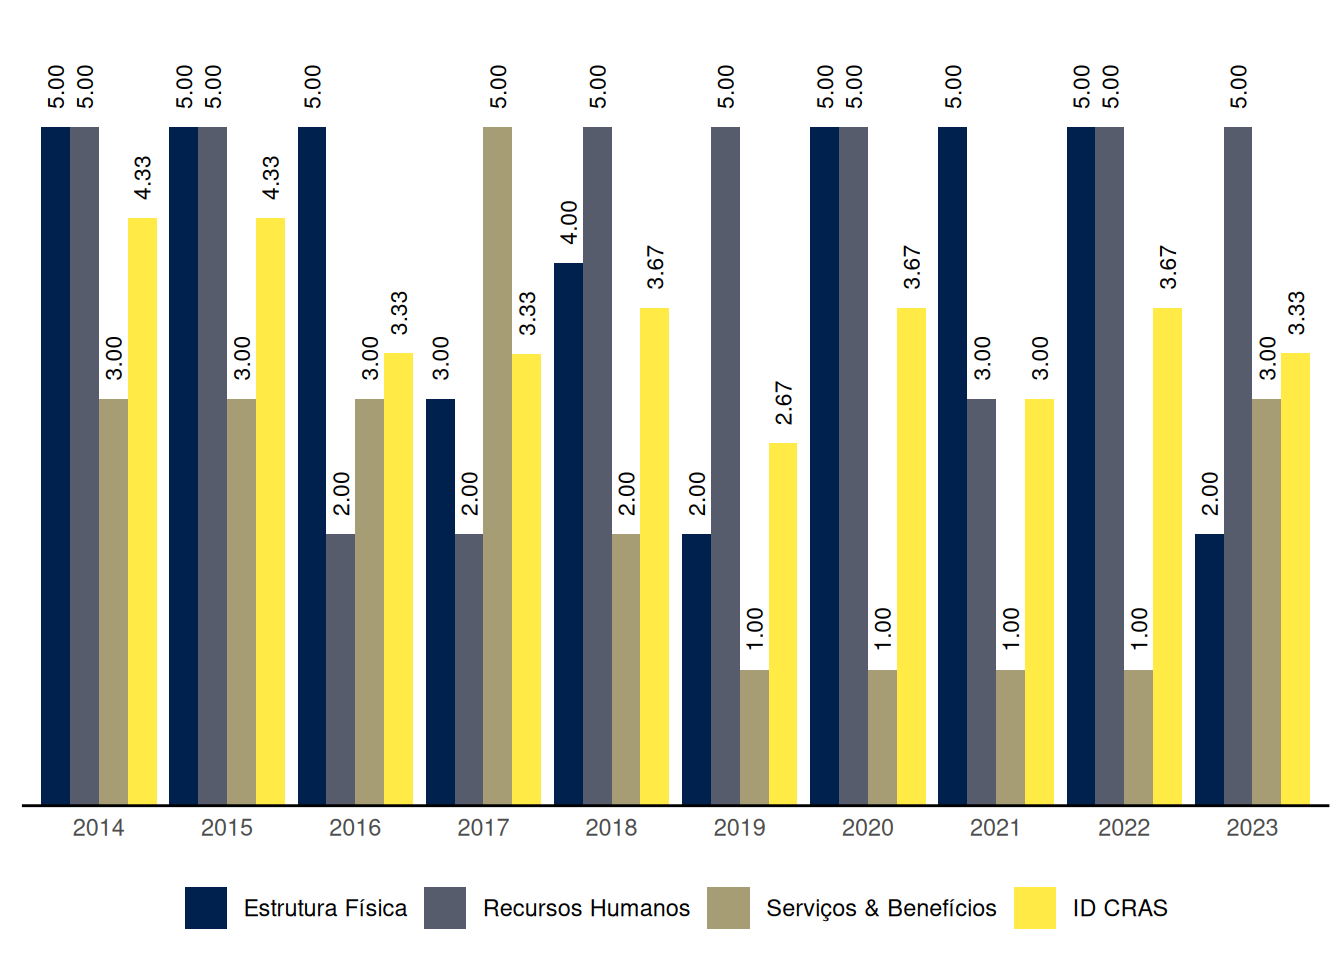 5.00 5.00 3.00 4.33
5.00 5.00 3.00 4.33
5.00 2.00 3.00 3.33
3.00 2.00 5.00 3.33
4.00 5.00 2.00 3.67
2.00 5.00 1.00 2.67
5.00 5.00 1.00 3.67
5.00 3.00 1.00 3.00
5.00 5.00 1.00 3.67
2.00 5.00 3.00 3.33
2014 2015 2016 2017 2018 2019 2020 2021 2022 2023
Estrutura Física Recursos Humanos Serviços & Benefícios ID CRAS